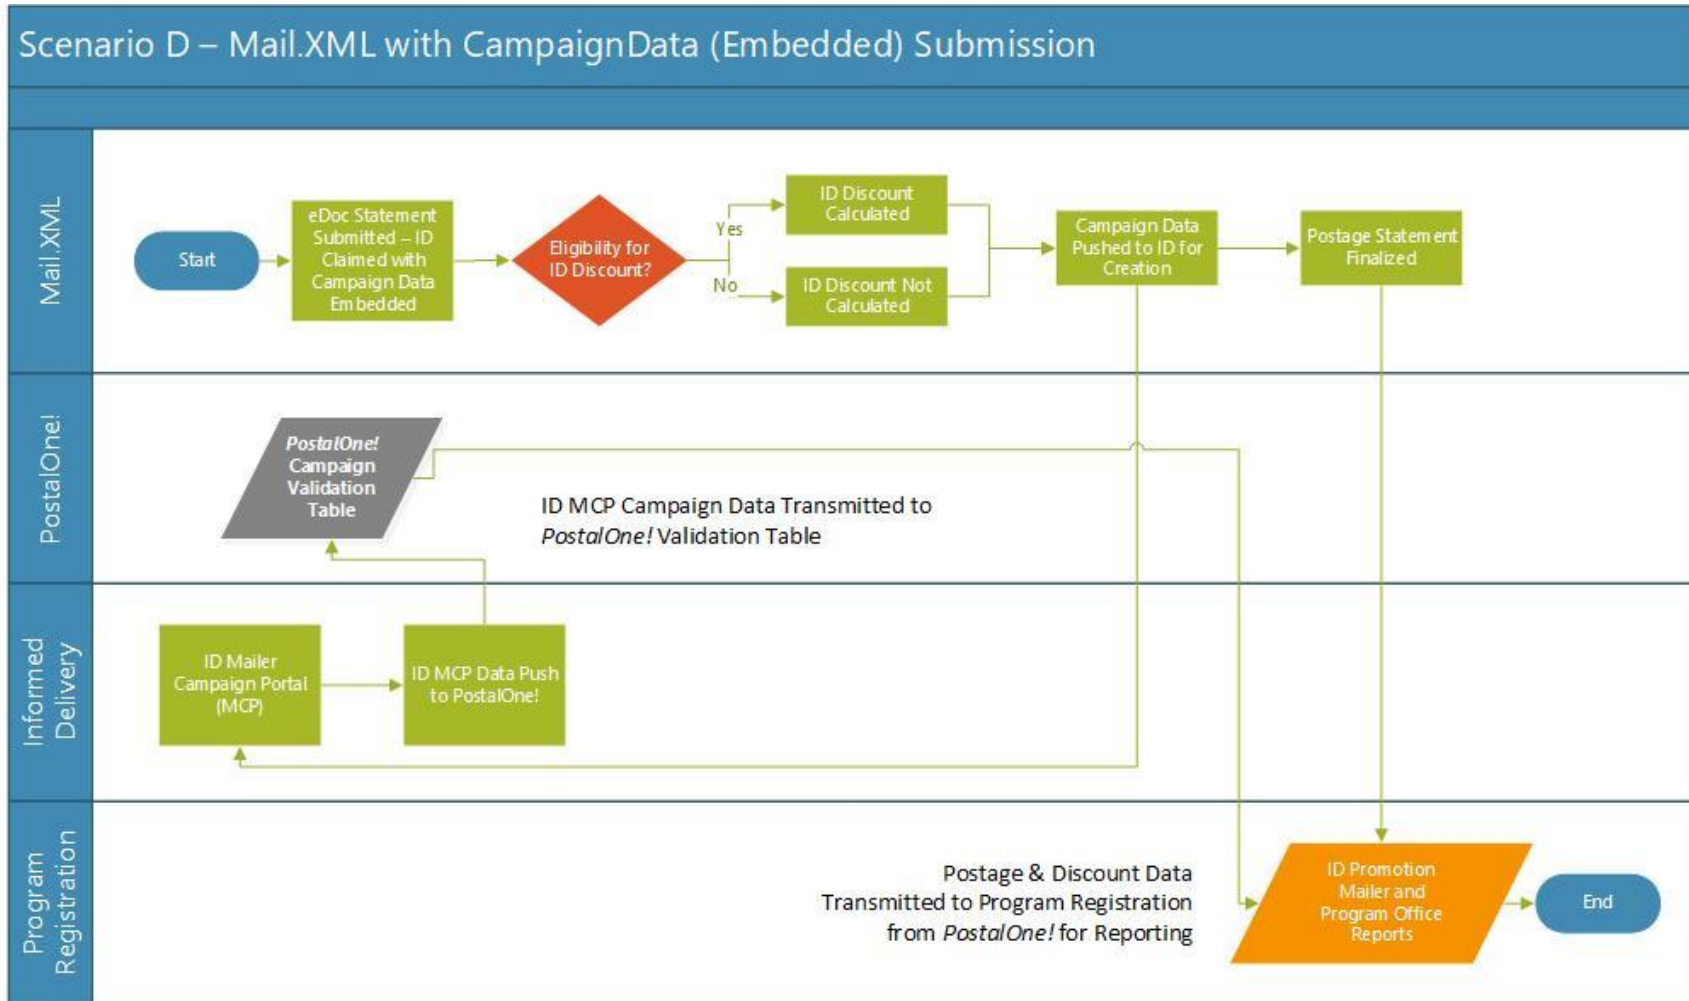 Scenario D – Mail.XML with CampaignData (Embedded) Submission
Mail.XML
Start
eDoc Statement
Submitted – ID
Claimed with
Campaign Data
Embedded
Eligibility for
ID Discount?
Yes
No
ID Discount
Calculated
ID Discount Not
Calculated
Campaign Data
Pushed to ID for
Creation
Postage Statement
Finalized
PostalOne!
PostalOne!
Campaign
Validation
Table
ID MCP Campaign Data Transmitted to
PostalOne! Validation Table
Informed
Delivery
ID Mailer
Campaign Portal
(MCP)
ID MCP Data Push
to PostalOne!
Program
Registration
Postage & Discount Data
Transmitted to Program Registration
from PostalOne! for Reporting
ID Promotion
Mailer and
Program Office
Reports
End